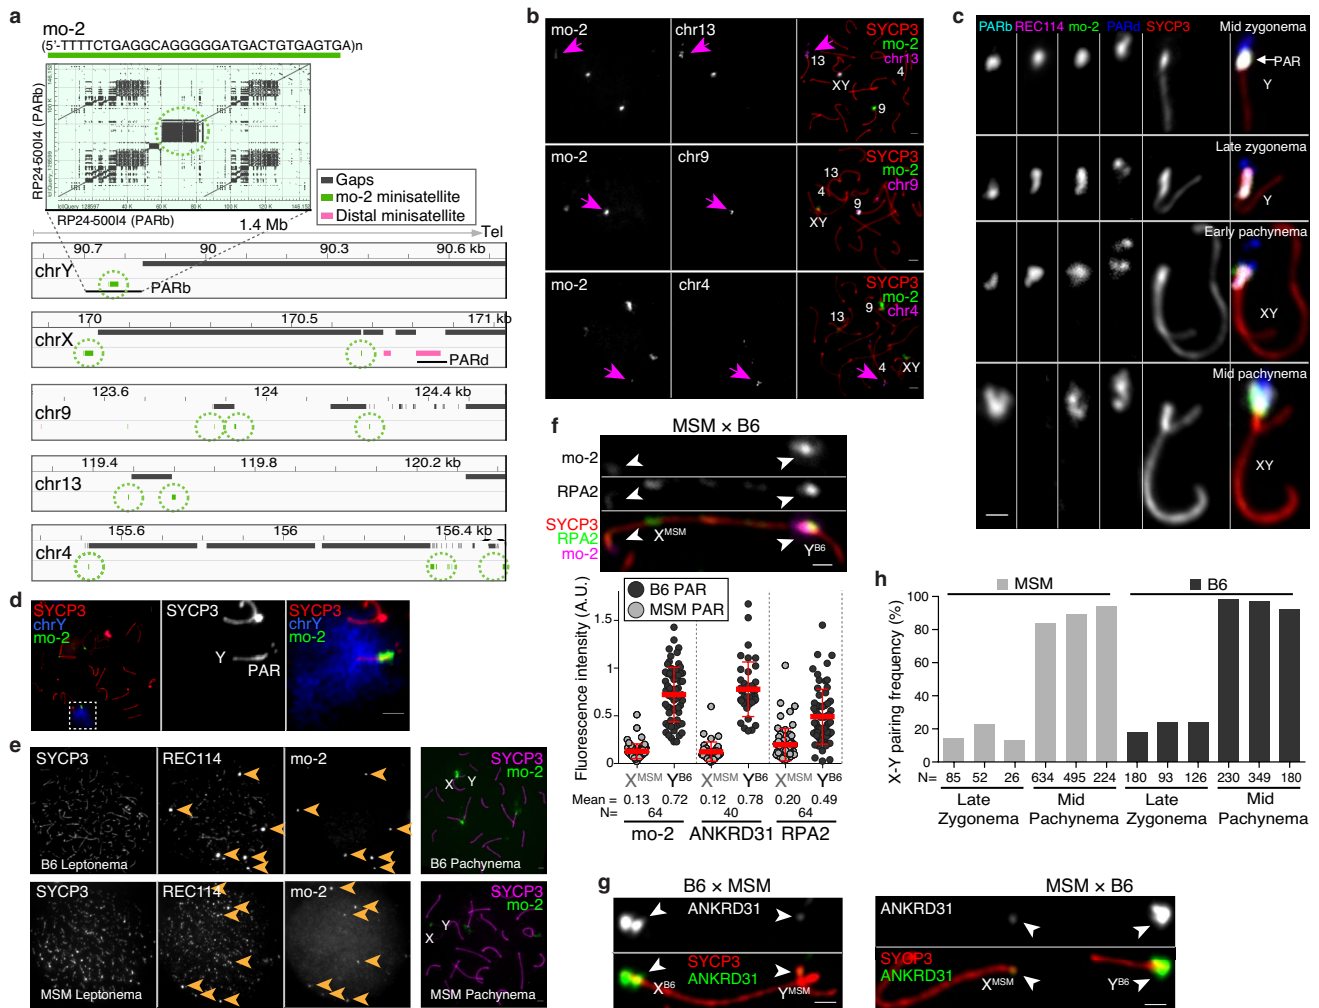 a
mo-2
(5'-TTTTCTGAGGCAGGGGGATGACTGTGAGTGA)n
RP24-500I4 (PARb)
RP24-500I4 (PARb)
Gaps
mo-2 minisatellite
Distal minisatellite
1.4 Mb
Tel
90.7 90 90.3 90.6 kb
chrY
PARb
170 170.5 171 kb
chrX
PARd
123.6 124 124.4 kb
chr9
119.4 119.8 120.2 kb
chr13
155.6 156 156.4 kb
chr4
b
mo-2 chr13 SYCP3
mo-2
chr13
13 4
XY
9
mo-2 chr9 SYCP3
mo-2
chr9
13
4 9
XY
mo-2 chr4 SYCP3
mo-2
chr4
9
13
XY
4
c
PARb REC114 mo-2 PARd SYCP3 Mid zygonema
PAR
Y
Late zygonema
Y
Early pachynema
XY
Mid pachynema
XY
d
SYCP3
chrY
mo-2
SYCP3
Y PAR
SYCP3
chrY
mo-2
e
SYCP3 REC114 mo-2 SYCP3
mo-2
X Y
B6 Leptonema B6 Pachynema
SYCP3 REC114 mo-2 SYCP3
mo-2
Y
X
MSM Leptonema MSM Pachynema
f
MSM × B6
mo-2
RPA2
SYCP3
RPA2
mo-2
XMSM YB6
B6 PAR
MSM PAR
Fluorescence intensity (A.U.)
1.5
1
0.5
0
XMSM YB6 XMSM YB6 XMSM YB6
Mean = 0.13 0.72 0.12 0.78 0.20 0.49
N= 64 40 64
mo-2 ANKRD31 RPA2
g
B6 × MSM
ANKRD31
SYCP3
ANKRD31
XB6 YMSM
MSM × B6
ANKRD31
SYCP3
ANKRD31
XMSM YB6
h
MSM B6
X-Y pairing frequency (%)
100
80
60
40
20
0
N= 85 52 26 634 495 224 180 93 126 230 349 180
Late Zygonema
Mid Pachynema
Late Zygonema
Mid Pachynema